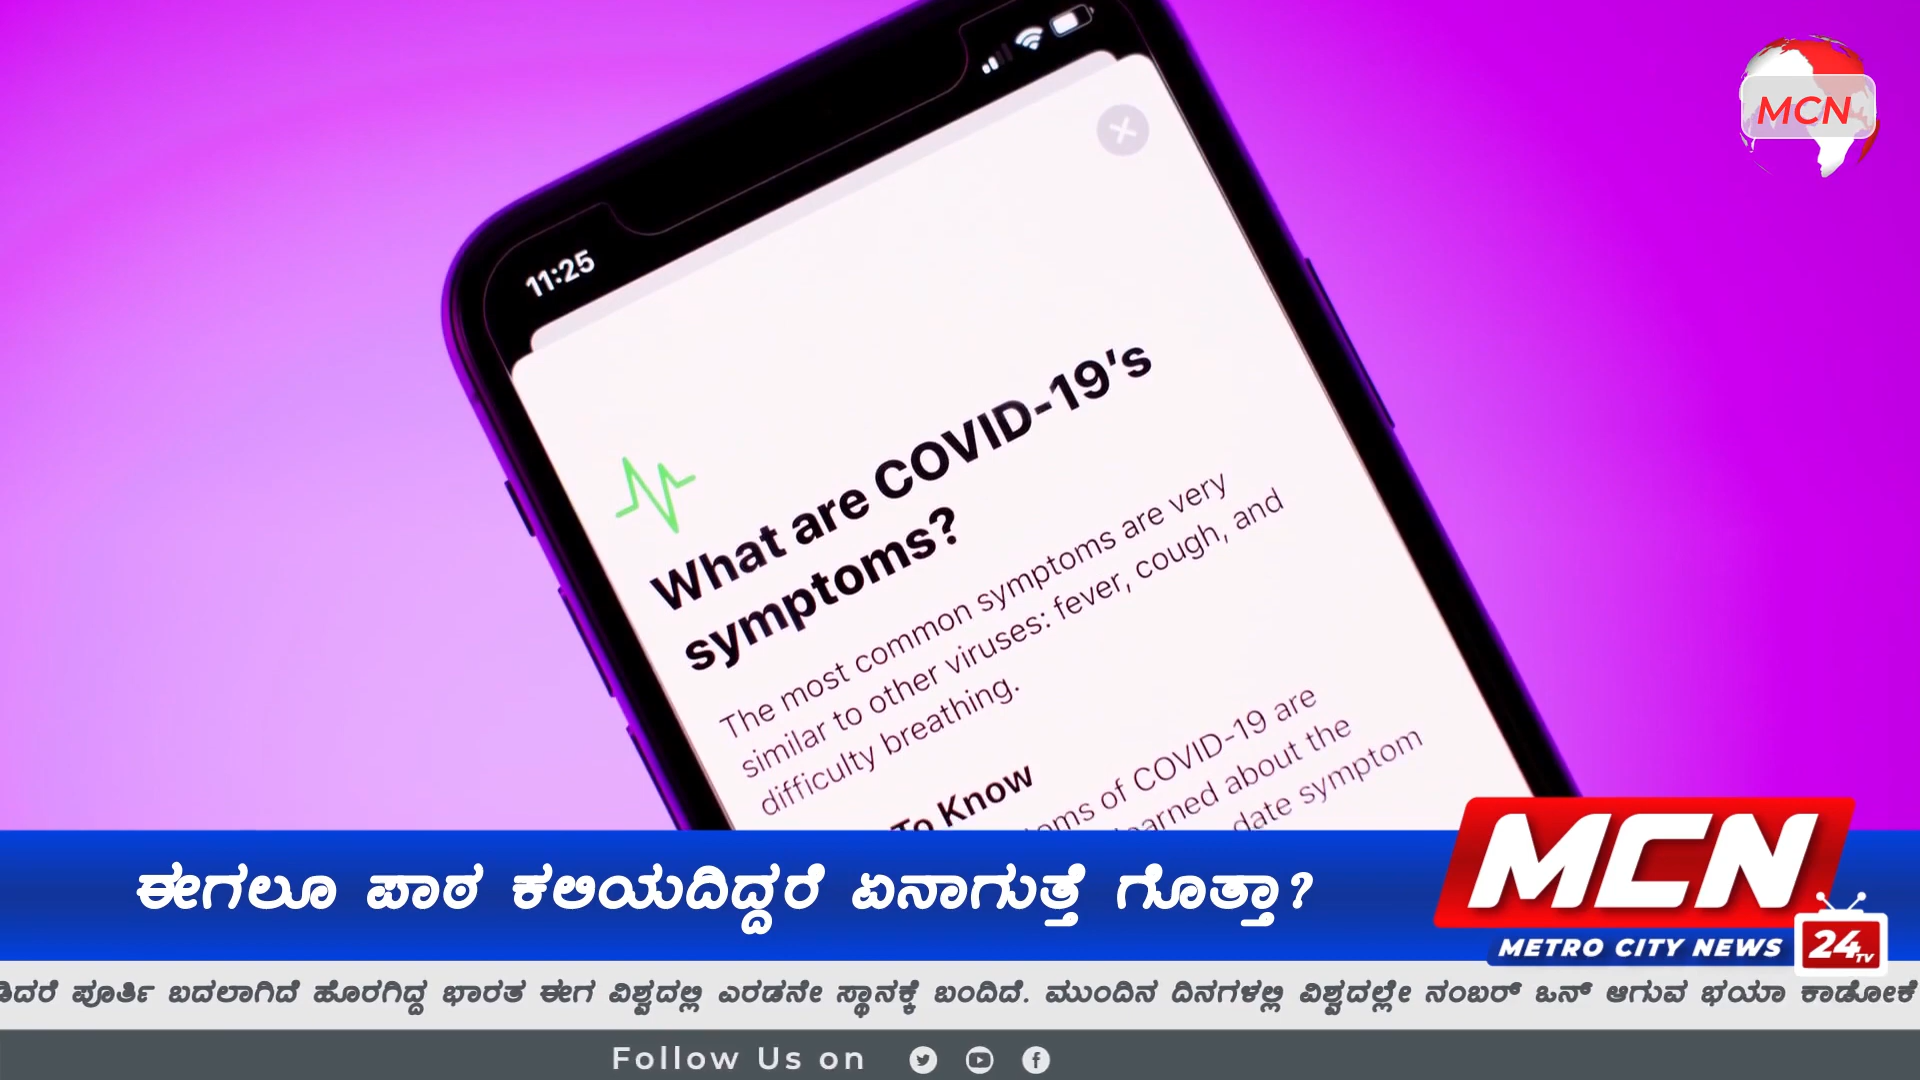 MCN
11:25
What are COVID-19's
symptoms?
The most common symptoms are very
similar to other viruses: fever, cough, and
difficulty breathing.
To Know
of COVID-19 are
about the
date symptom
ಈಗಲೂ ಪಾಠ ಕಲಿಯದಿದ್ದರೆ ಏನಾಗುತ್ತೆ ಗೊತ್ತಾ?
MCN
METRO CITY NEWS
24 TV
ಪೂರ್ತಿ ಬದಲಾಗಿದೆ ಹೊರಗಿದ್ದ ಭಾರತ ಈಗ ವಿಶ್ವದಲ್ಲಿ ಎರಡನೇ ಸ್ಥಾನಕ್ಕೆ ಬಂದಿದೆ. ಮುಂದಿನ ದಿನಗಳಲ್ಲಿ ವಿಶ್ವದಲ್ಲೇ ನಂಬರ್ ಒನ್ ಆಗುವ ಭಯಾ ಕಾಡೋಕೆ
Follow Us on